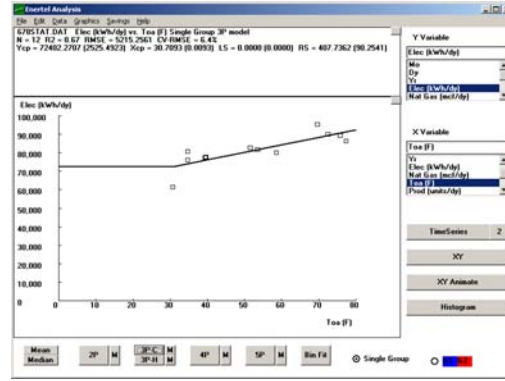 Enertel Analysis
File Edit Data Graphics Savings Help
670STAT.DAT Elec (kWh/dy) vs. Toa (F) Single Group 3P model
N = 12 R2 = 0.67 RMSE = 5215.2561 CV-RMSE = 6.4%
Ycp = 72402.2707 (2525.4923) Xcp = 30.7093 (0.0093) LS = 0.0000 (0.0000) RS = 407.7362 (90.2541)
Elec (kWh/dy)
100,000
90,000
80,000
70,000
60,000
50,000
40,000
30,000
20,000
10,000
0
0 10 20 30 40 50 60 70 80
Toa (F)
Y Variable
Elec (kWh/dy)
Mo
Dy
Yr
Elec (kWh/dy)
Nat Gas (mcf/dy)
X Variable
Toa (F)
Yr
Elec (kWh/dy)
Nat Gas (mcf/dy)
Toa (F)
Prod (units/dy)
TimeSeries 2
XY
XY Animate
Histogram
Mean
Median
2P M
3P-C M
3P-H M
4P M
5P M
Bin Fit
Single Group